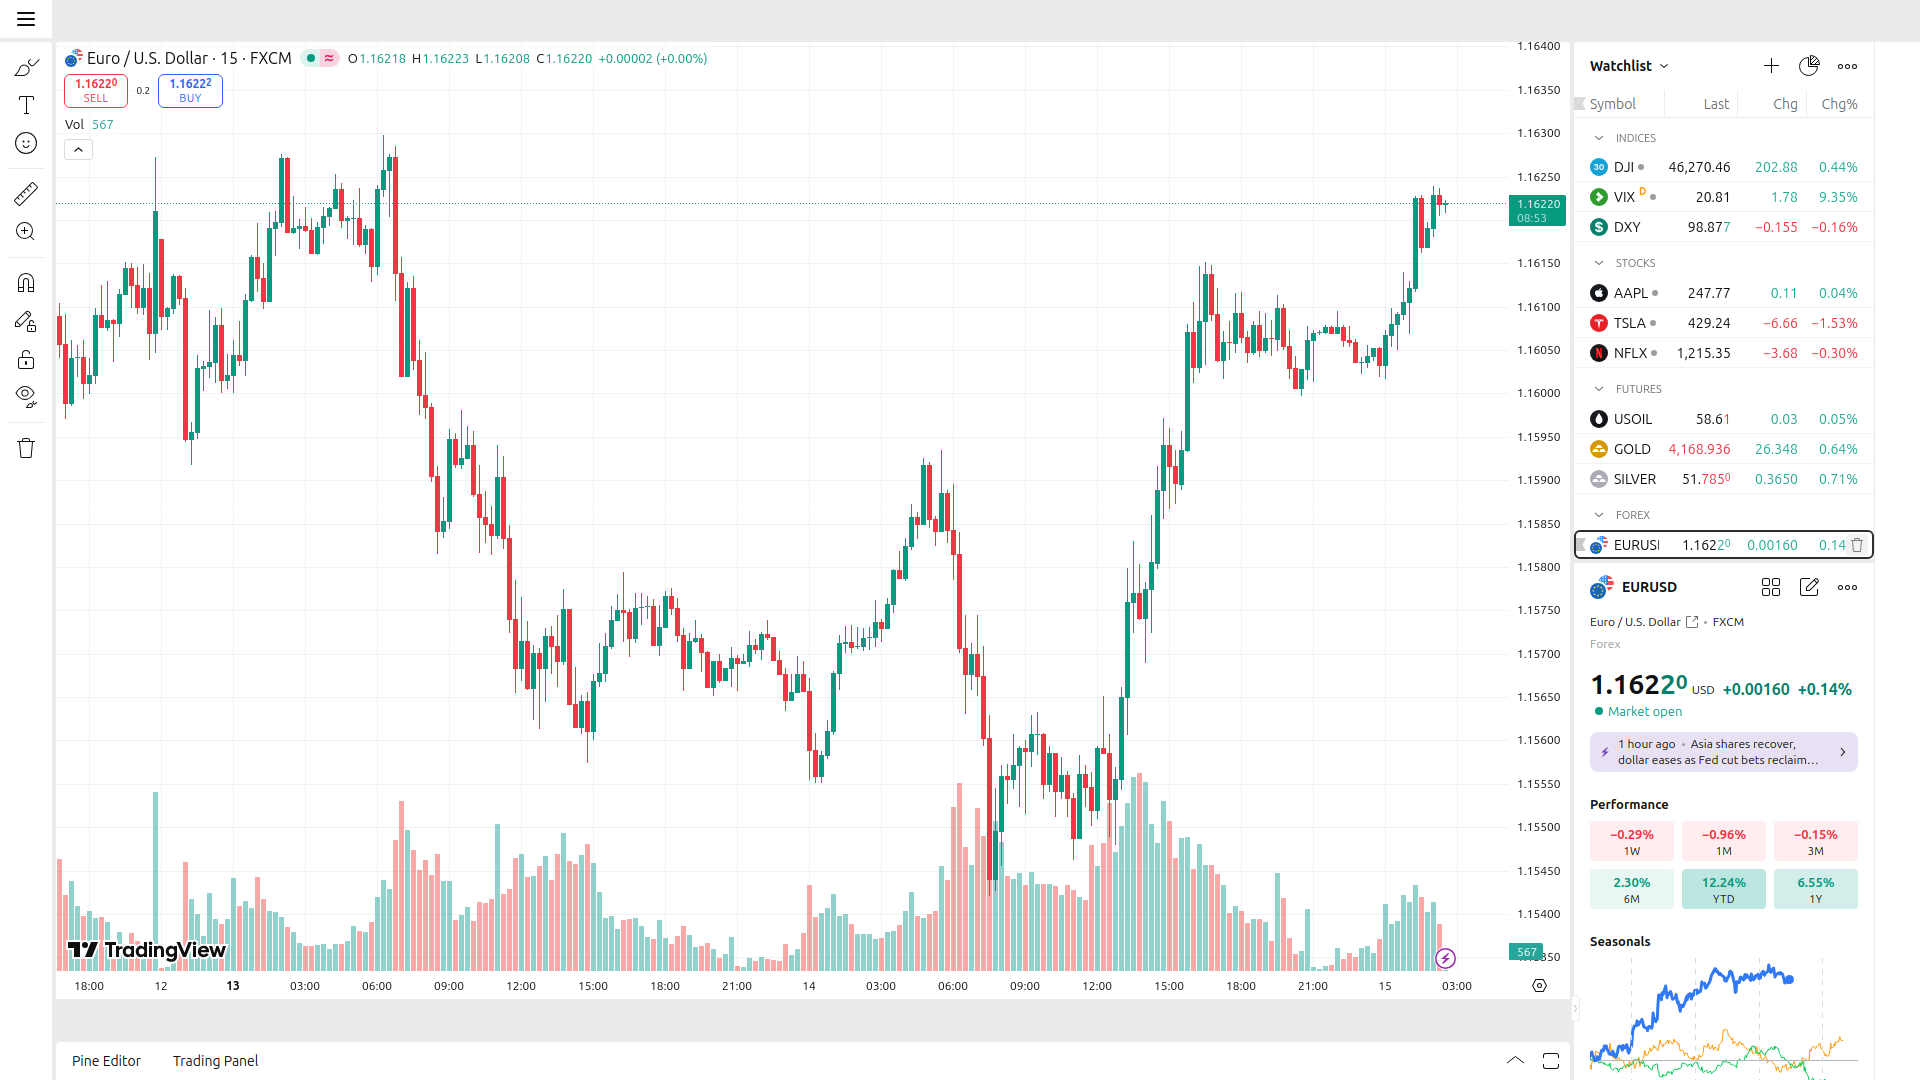 Euro / U.S. Dollar · 15 · FXCM
O1.16218 H1.16223 L1.16208 C1.16220 +0.00002 (+0.00%)
1.16220 SELL
0.2
1.16222 BUY
Vol 567
1.16400
1.16350
1.16300
1.16250
1.16220
08:53
1.16150
1.16100
1.16050
1.16000
1.15950
1.15900
1.15850
1.15800
1.15750
1.15700
1.15650
1.15600
1.15550
1.15500
1.15450
1.15400
567
TradingView
18:00 12 13 03:00 06:00 09:00 12:00 15:00 18:00 21:00 14 03:00 06:00 09:00 12:00 15:00 18:00 21:00 15 03:00
Pine Editor Trading Panel
Watchlist
Symbol Last Chg Chg%
INDICES
30 DJI 46,270.46 202.88 0.44%
VIX D 20.81 1.78 9.35%
DXY 98.877 −0.155 −0.16%
STOCKS
AAPL 247.77 0.11 0.04%
TSLA 429.24 −6.66 −1.53%
NFLX 1,215.35 −3.68 −0.30%
FUTURES
USOIL 58.61 0.03 0.05%
GOLD 4,168.936 26.348 0.64%
SILVER 51.7850 0.3650 0.71%
FOREX
EURUSI 1.16220 0.00160 0.14
EURUSD
Euro / U.S. Dollar • FXCM
Forex
1.16220 USD +0.00160 +0.14%
Market open
1 hour ago • Asia shares recover,
dollar eases as Fed cut bets reclaim…
Performance
−0.29% −0.96% −0.15%
1W 1M 3M
2.30% 12.24% 6.55%
6M YTD 1Y
Seasonals